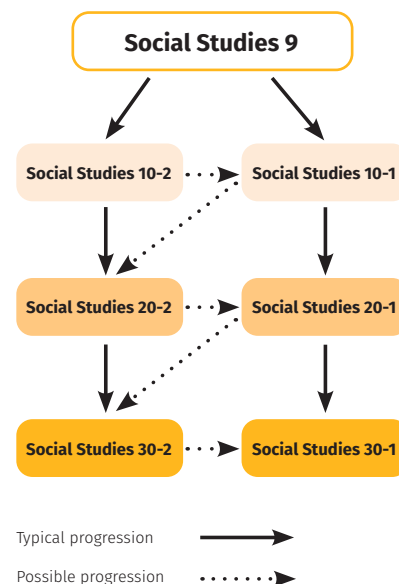 Social Studies 9
Social Studies 10-2
Social Studies 10-1
Social Studies 20-2
Social Studies 20-1
Social Studies 30-2
Social Studies 30-1
Typical progression
Possible progression